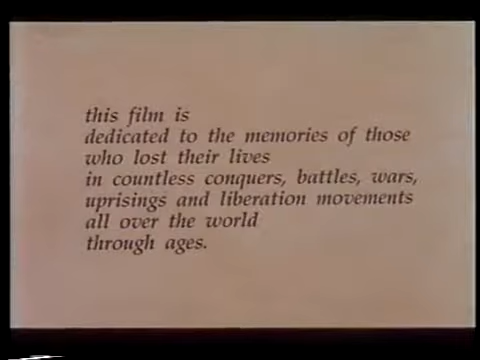 this film is
dedicated to the memories of those
who lost their lives
in countless conquers, battles, wars,
uprisings and liberation movements
all over the world
through ages.